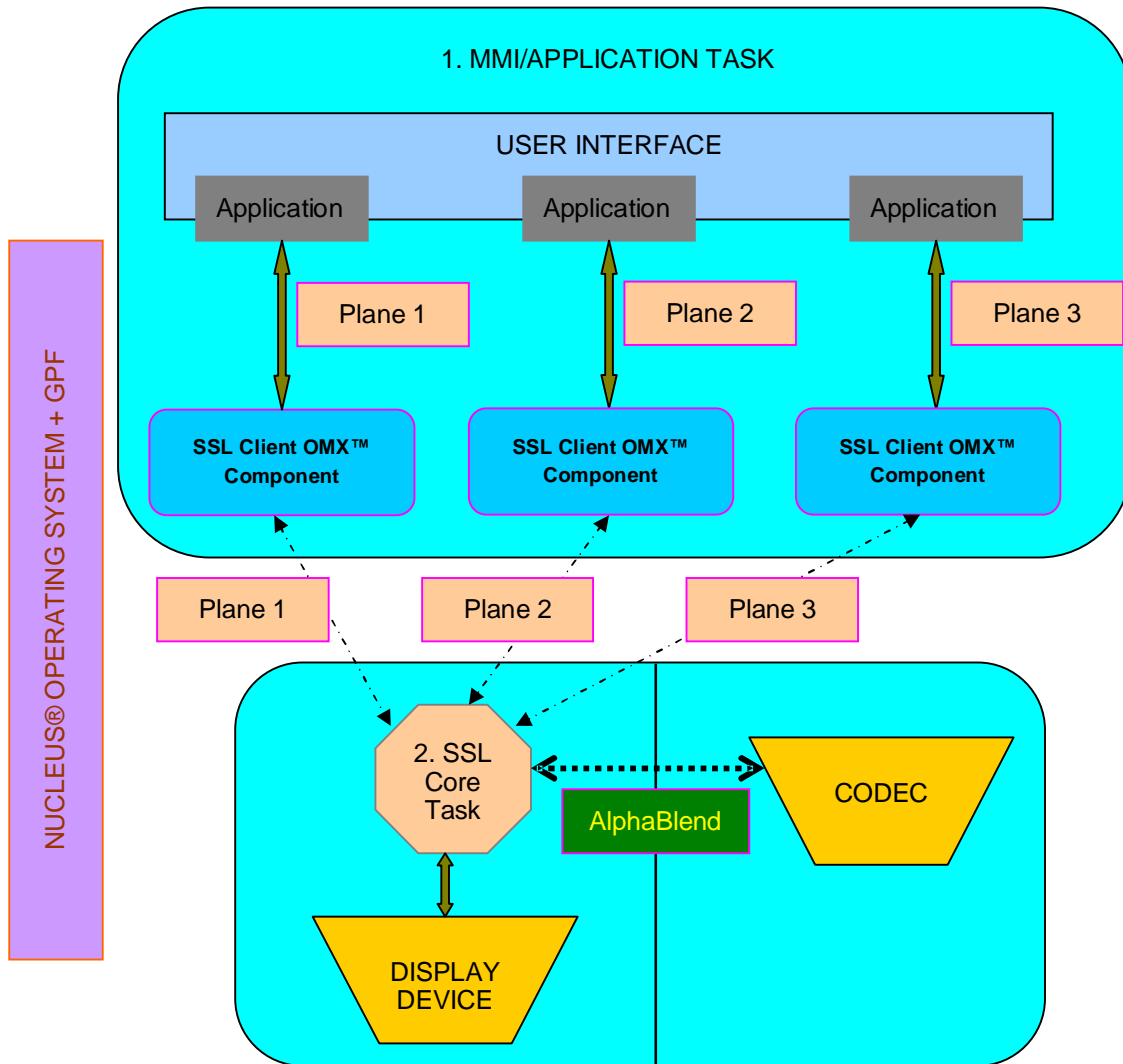 1. MMI/APPLICATION TASK
USER INTERFACE
Application
Application
Application
Plane 1
Plane 2
Plane 3
SSL Client OMX™
Component
SSL Client OMX™
Component
SSL Client OMX™
Component
NUCLEUS® OPERATING SYSTEM + GPF
Plane 1
Plane 2
Plane 3
2. SSL
Core
Task
CODEC
AlphaBlend
DISPLAY
DEVICE